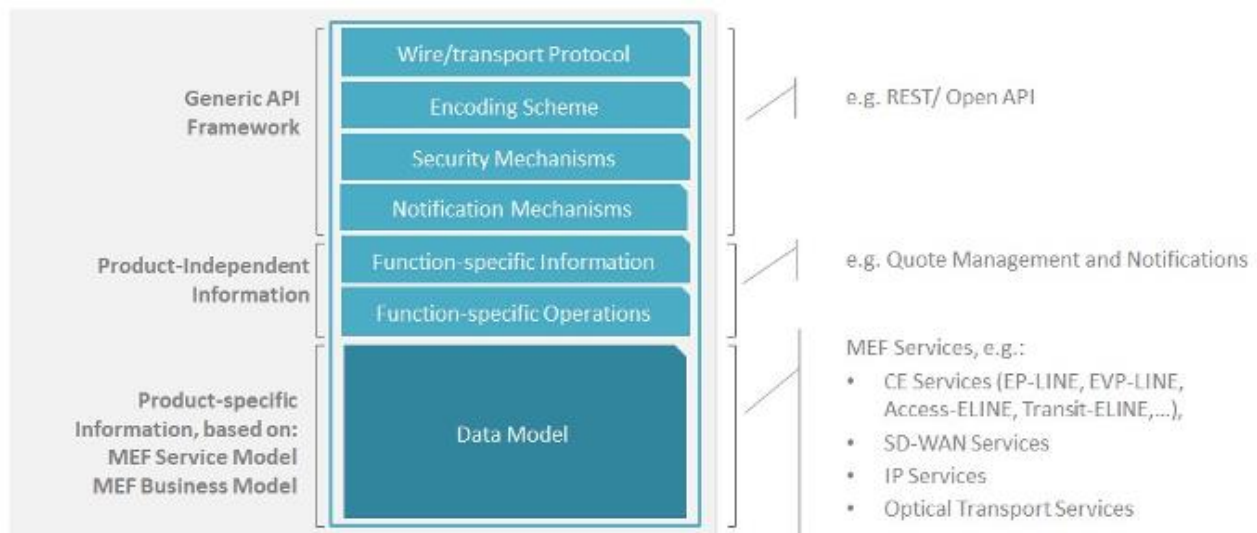 Generic API
Framework
Wire/transport Protocol
Encoding Scheme
Security Mechanisms
Notification Mechanisms
e.g. REST/ Open API
Product-Independent
Information
Function-specific Information
Function-specific Operations
e.g. Quote Management and Notifications
Product-specific
Information, based on:
MEF Service Model
MEF Business Model
Data Model
MEF Services, e.g.:
• CE Services (EP-LINE, EVP-LINE,
Access-ELINE, Transit-ELINE,...),
• SD-WAN Services
• IP Services
• Optical Transport Services